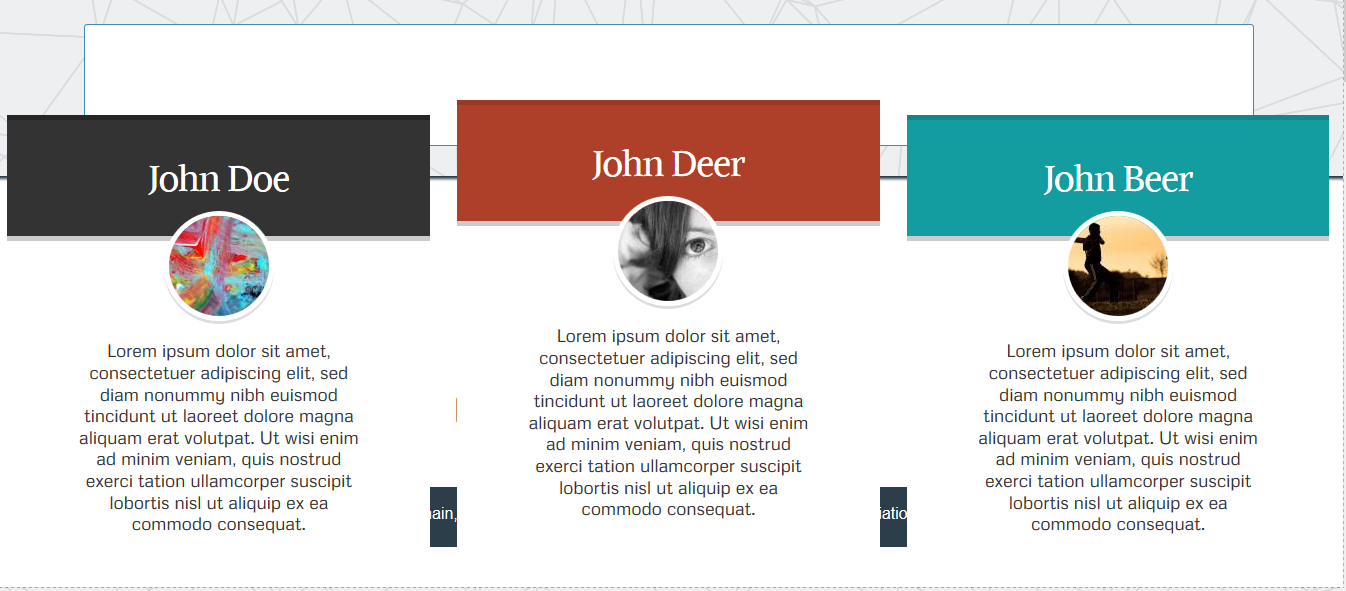 John Doe
Lorem ipsum dolor sit amet,
consectetuer adipiscing elit, sed
diam nonummy nibh euismod
tincidunt ut laoreet dolore magna
aliquam erat volutpat. Ut wisi enim
ad minim veniam, quis nostrud
exerci tation ullamcorper suscipit
lobortis nisl ut aliquip ex ea
commodo consequat.
John Deer
Lorem ipsum dolor sit amet,
consectetuer adipiscing elit, sed
diam nonummy nibh euismod
tincidunt ut laoreet dolore magna
aliquam erat volutpat. Ut wisi enim
ad minim veniam, quis nostrud
exerci tation ullamcorper suscipit
lobortis nisl ut aliquip ex ea
commodo consequat.
John Beer
Lorem ipsum dolor sit amet,
consectetuer adipiscing elit, sed
diam nonummy nibh euismod
tincidunt ut laoreet dolore magna
aliquam erat volutpat. Ut wisi enim
ad minim veniam, quis nostrud
exerci tation ullamcorper suscipit
lobortis nisl ut aliquip ex ea
commodo consequat.